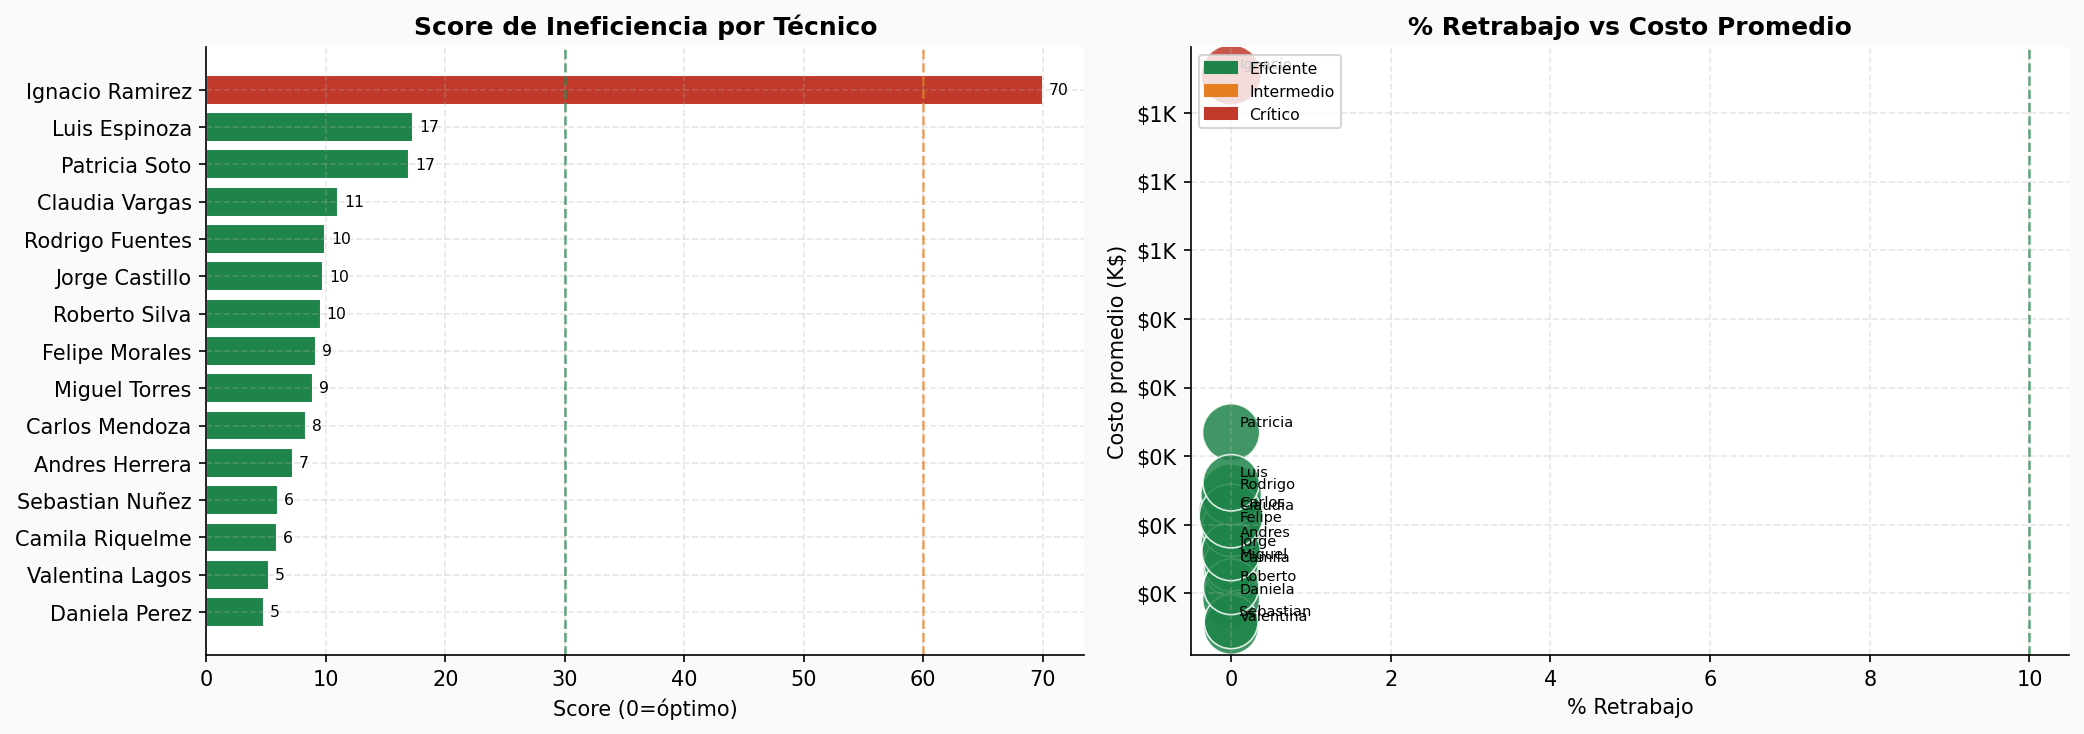 Score de Ineficiencia por Técnico
Ignacio Ramirez
70
Luis Espinoza
17
Patricia Soto
17
Claudia Vargas
11
Rodrigo Fuentes
10
Jorge Castillo
10
Roberto Silva
10
Felipe Morales
9
Miguel Torres
9
Carlos Mendoza
8
Andres Herrera
7
Sebastian Nuñez
6
Camila Riquelme
6
Valentina Lagos
5
Daniela Perez
5
0 10 20 30 40 50 60 70
Score (0=óptimo)
% Retrabajo vs Costo Promedio
Ignacio
Eficiente
Intermedio
Crítico
Costo promedio (K$)
$1K
$1K
$1K
$0K
$0K
$0K
$0K
$0K
Patricia
Luis
Rodrigo
Carlos
Claudia
Felipe
Andres
Jorge
Miguel
Camila
Roberto
Daniela
Sebastian
Valentina
0 2 4 6 8 10
% Retrabajo